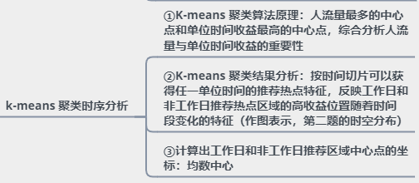 ①K-means 聚类算法原理：人流量最多的中心
点和单位时间收益最高的中心点，综合分析人流
量与单位时间收益的重要性
②K-means 聚类结果分析：按时间切片可以获
得任一单位时间的推荐热点特征，反映工作日和
非工作日推荐热点区域的高收益位置随着时间
段变化的特征（作图表示，第二题的时空分布）
k-means 聚类时序分析
③计算出工作日和非工作日推荐区域中心点的坐
标：均数中心